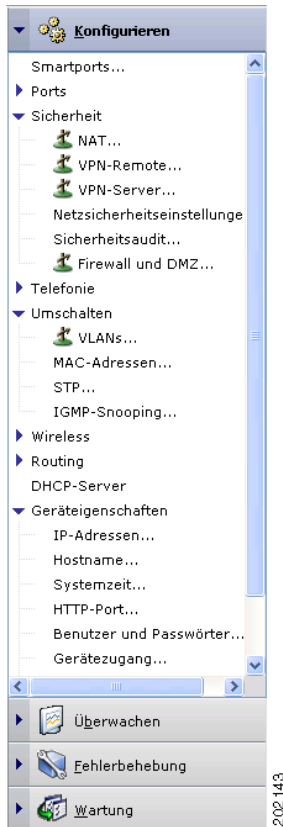 Konfigurieren
Smartports...
Ports
Sicherheit
NAT...
VPN-Remote...
VPN-Server...
Netzsicherheitseinstellunge
Sicherheitsaudit...
Firewall und DMZ...
Telefonie
Umschalten
VLANs...
MAC-Adressen...
STP...
IGMP-Snooping...
Wireless
Routing
DHCP-Server
Geräteigenschaften
IP-Adressen...
Hostname...
Systemzeit...
HTTP-Port...
Benutzer und Passwörter...
Gerätezugang...
Überwachen
Fehlerbehebung
Wartung
202143